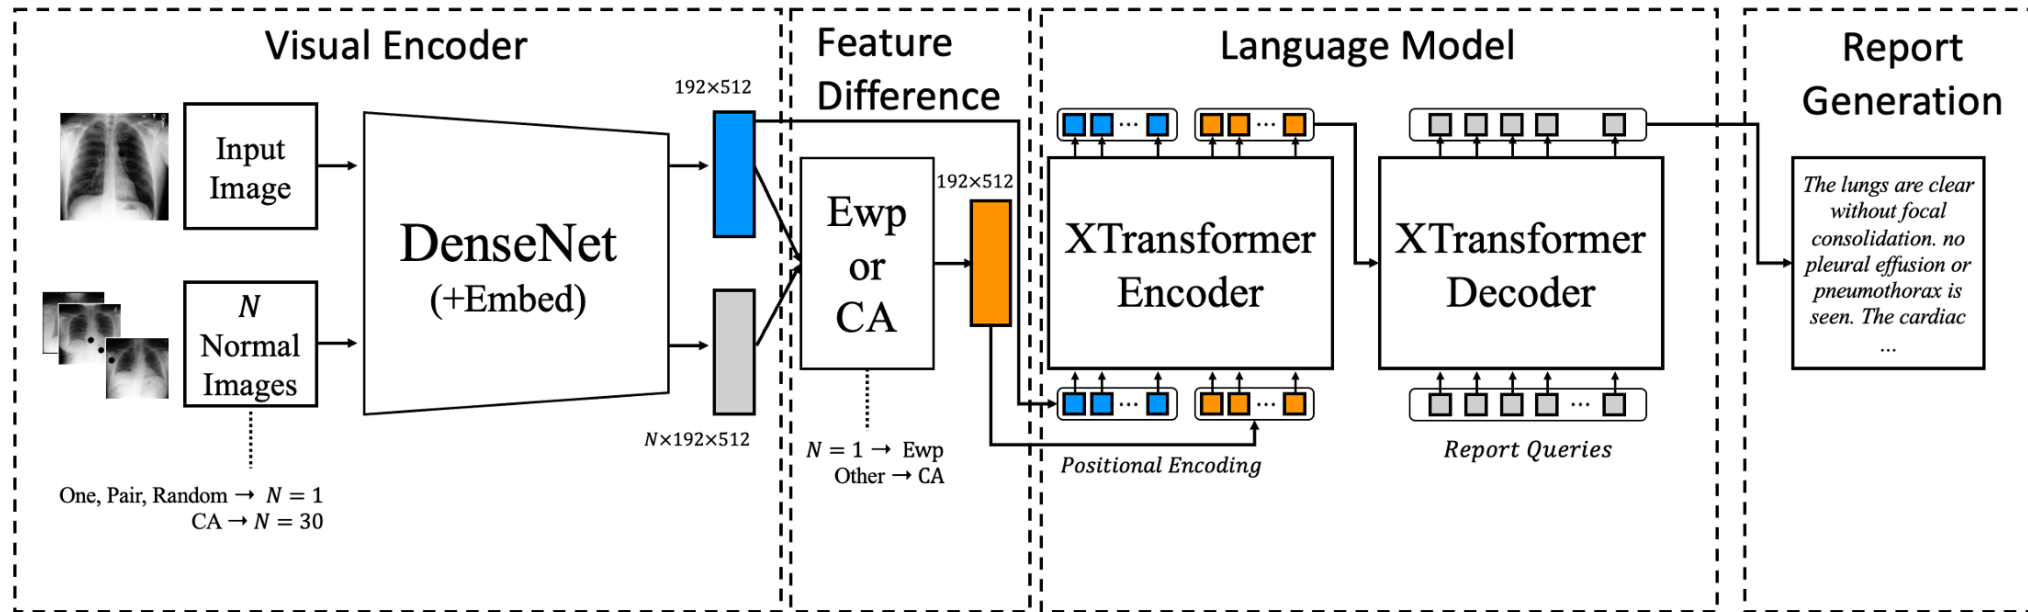 Visual Encoder
192×512
Input
Image
DenseNet
(+Embed)
N
Normal
Images
N×192×512
One, Pair, Random → N = 1
CA → N = 30
Feature
Difference
Ewp
or
CA
192×512
N = 1 → Ewp
Other → CA
Language Model
...
...
...
XTransformer
Encoder
XTransformer
Decoder
...
...
...
Positional Encoding
Report Queries
Report
Generation
The lungs are clear
without focal
consolidation. no
pleural effusion or
pneumothorax is
seen. The cardiac
...